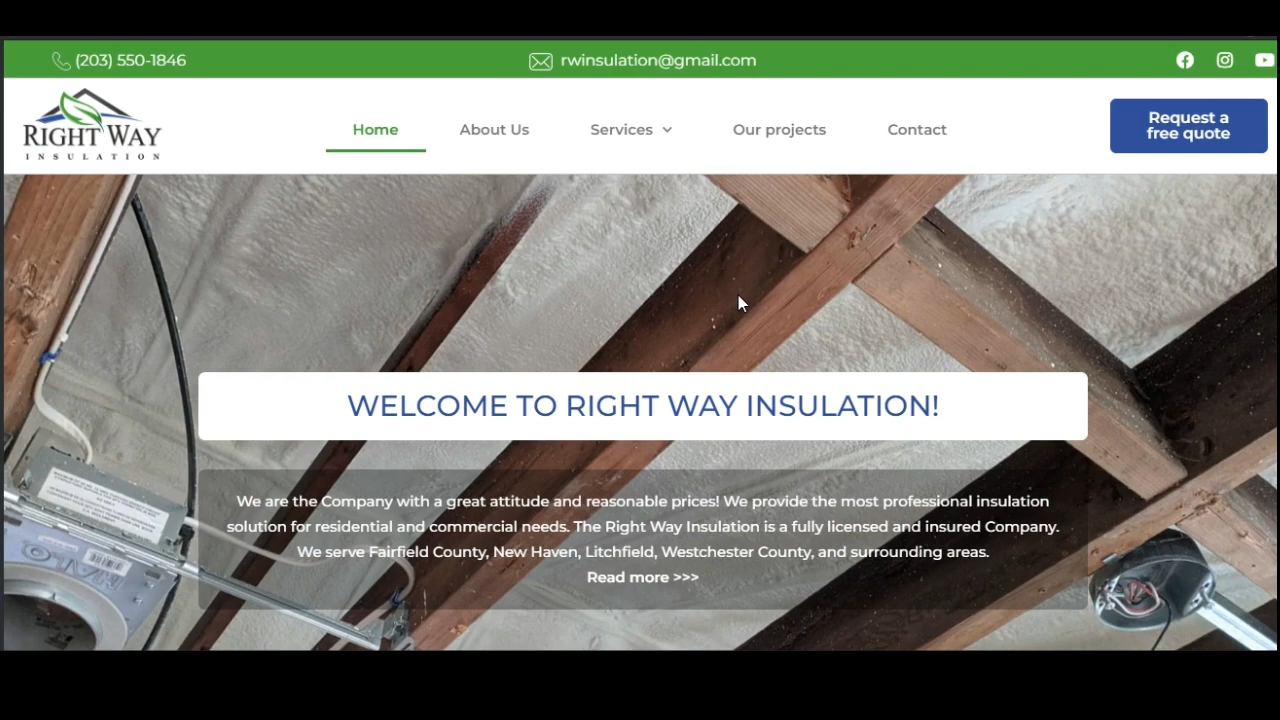 (203) 550-1846
rwinsulation@gmail.com
RIGHT WAY
INSULATION
Home
About Us
Services
Our projects
Contact
Request a
free quote
WELCOME TO RIGHT WAY INSULATION!
We are the Company with a great attitude and reasonable prices! We provide the most professional insulation
solution for residential and commercial needs. The Right Way Insulation is a fully licensed and insured Company.
We serve Fairfield County, New Haven, Litchfield, Westchester County, and surrounding areas.
Read more >>>